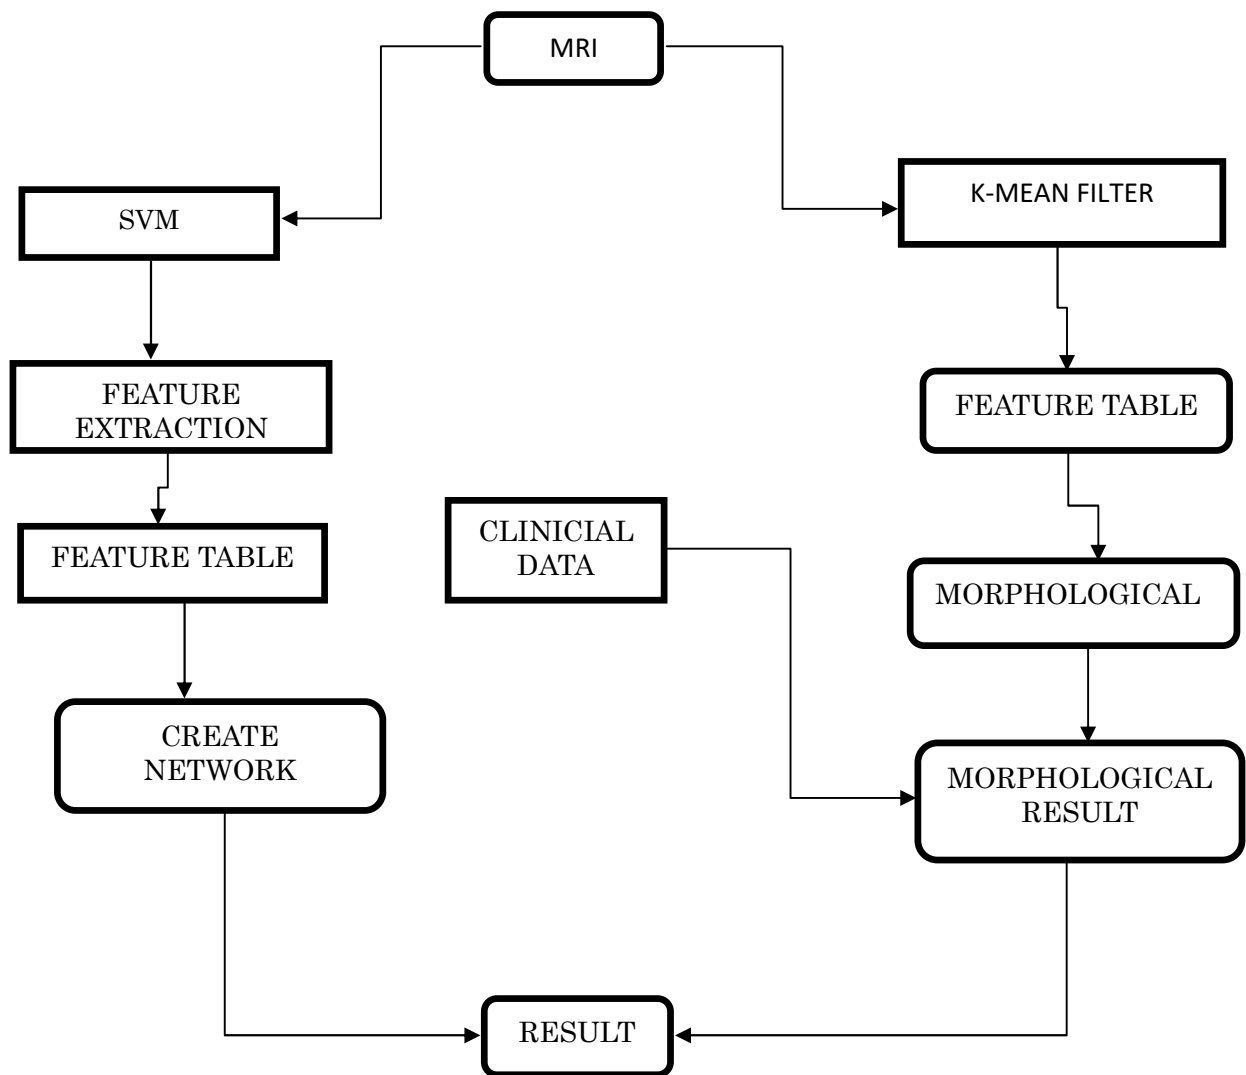 MRI
SVM
K-MEAN FILTER
FEATURE
EXTRACTION
FEATURE TABLE
FEATURE TABLE
CLINICIAL
DATA
MORPHOLOGICAL
CREATE
NETWORK
MORPHOLOGICAL
RESULT
RESULT